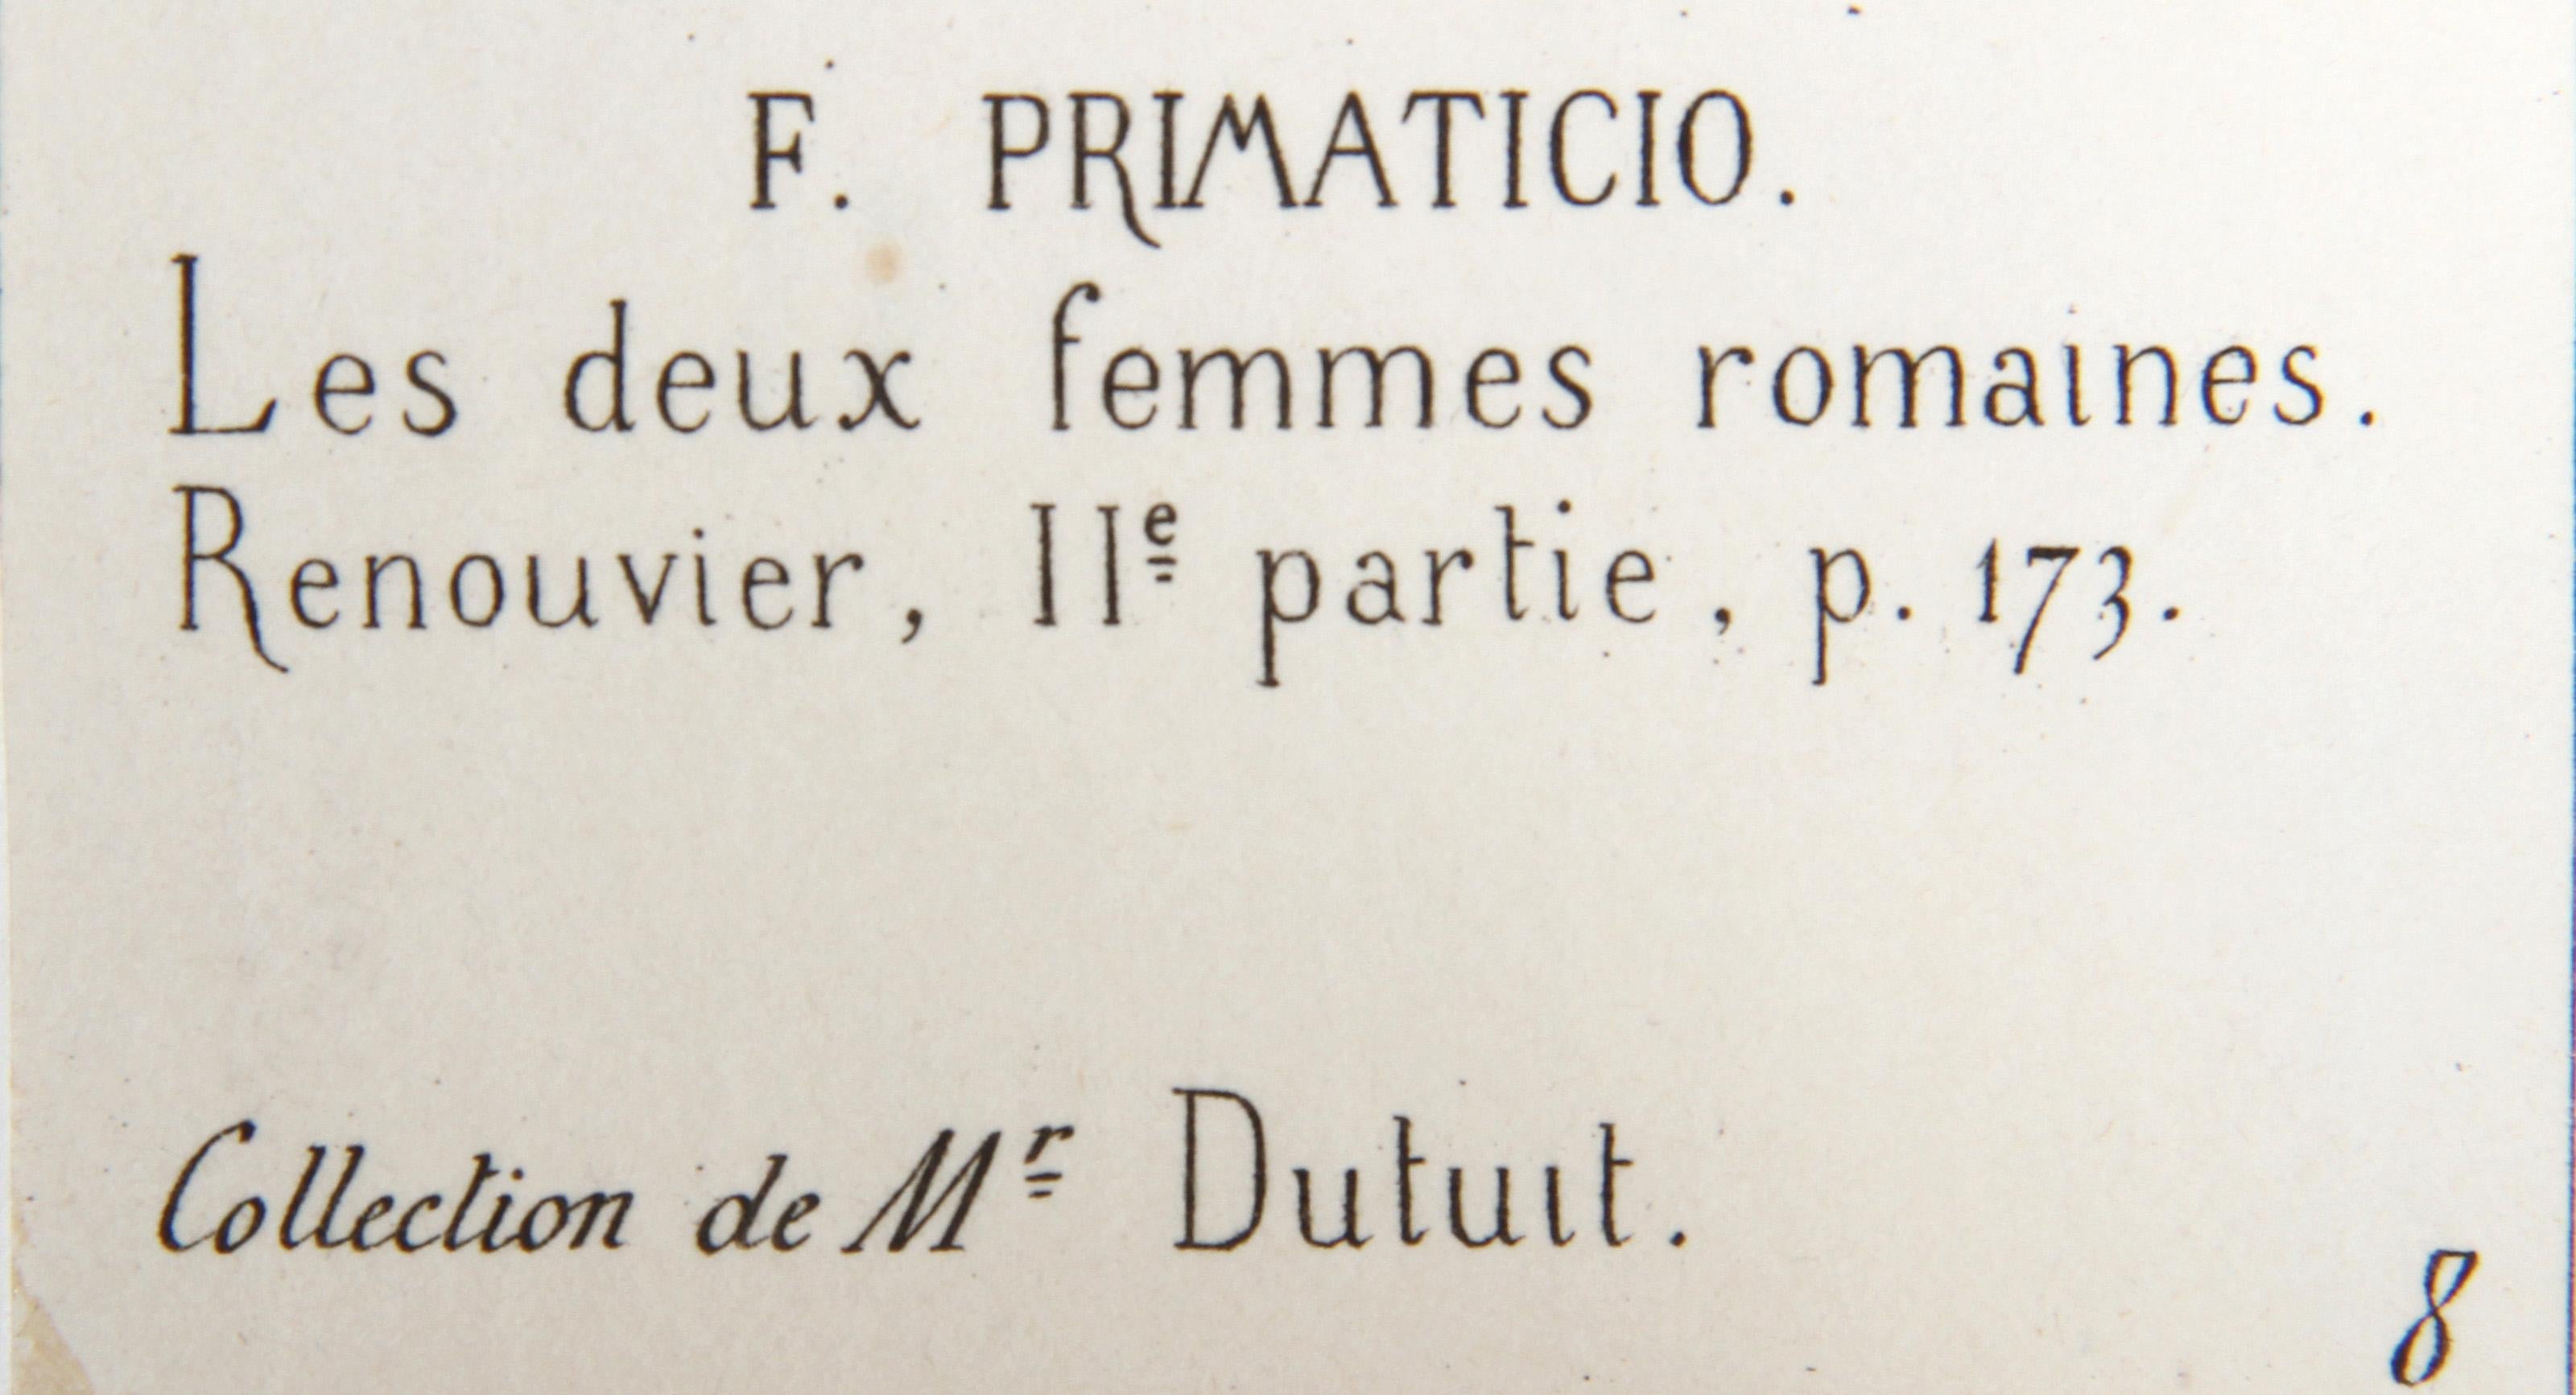 F. PRIMATICIO.
Les deux femmes romaines.
Renouvier, IIe partie, p. 173.
Collection de Mr Dutuit.
8